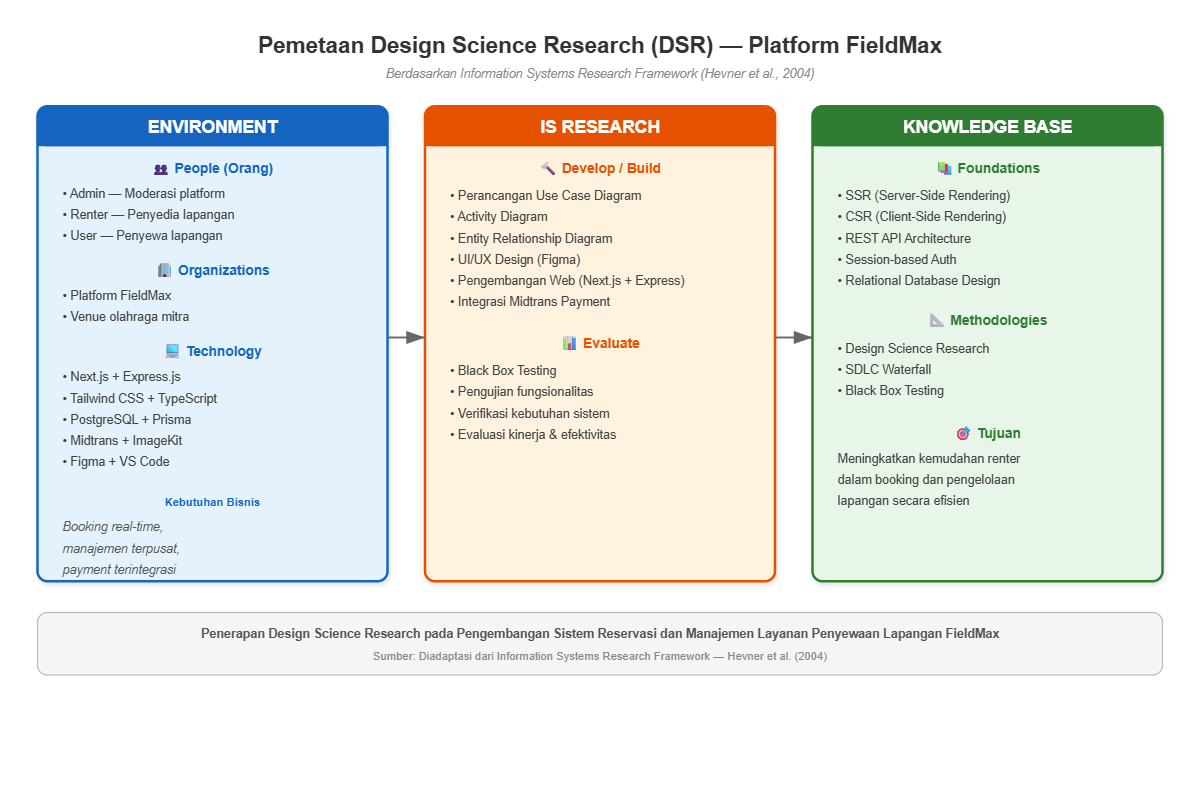 Pemetaan Design Science Research (DSR) — Platform FieldMax
Berdasarkan Information Systems Research Framework (Hevner et al., 2004)
ENVIRONMENT
People (Orang)
• Admin — Moderasi platform
• Renter — Penyedia lapangan
• User — Penyewa lapangan
Organizations
• Platform FieldMax
• Venue olahraga mitra
Technology
• Next.js + Express.js
• Tailwind CSS + TypeScript
• PostgreSQL + Prisma
• Midtrans + ImageKit
• Figma + VS Code
Kebutuhan Bisnis
Booking real-time,
manajemen terpusat,
payment terintegrasi
IS RESEARCH
Develop / Build
• Perancangan Use Case Diagram
• Activity Diagram
• Entity Relationship Diagram
• UI/UX Design (Figma)
• Pengembangan Web (Next.js + Express)
• Integrasi Midtrans Payment
Evaluate
• Black Box Testing
• Pengujian fungsionalitas
• Verifikasi kebutuhan sistem
• Evaluasi kinerja & efektivitas
KNOWLEDGE BASE
Foundations
• SSR (Server-Side Rendering)
• CSR (Client-Side Rendering)
• REST API Architecture
• Session-based Auth
• Relational Database Design
Methodologies
• Design Science Research
• SDLC Waterfall
• Black Box Testing
Tujuan
Meningkatkan kemudahan renter
dalam booking dan pengelolaan
lapangan secara efisien
Penerapan Design Science Research pada Pengembangan Sistem Reservasi dan Manajemen Layanan Penyewaan Lapangan FieldMax
Sumber: Diadaptasi dari Information Systems Research Framework — Hevner et al. (2004)